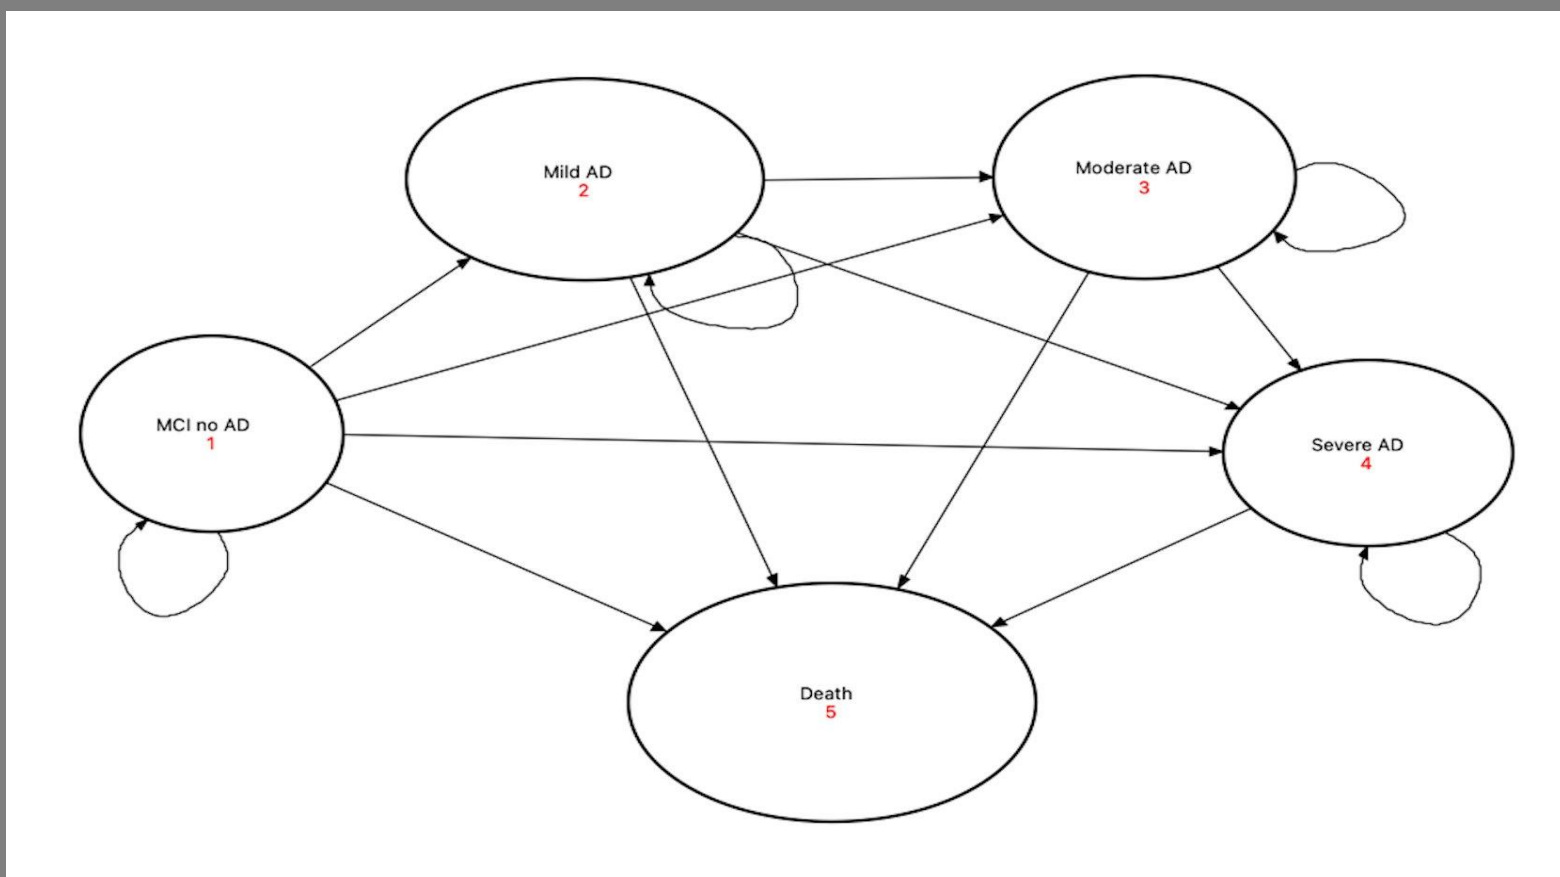 Mild AD
2
Moderate AD
3
MCI no AD
1
Severe AD
4
Death
5